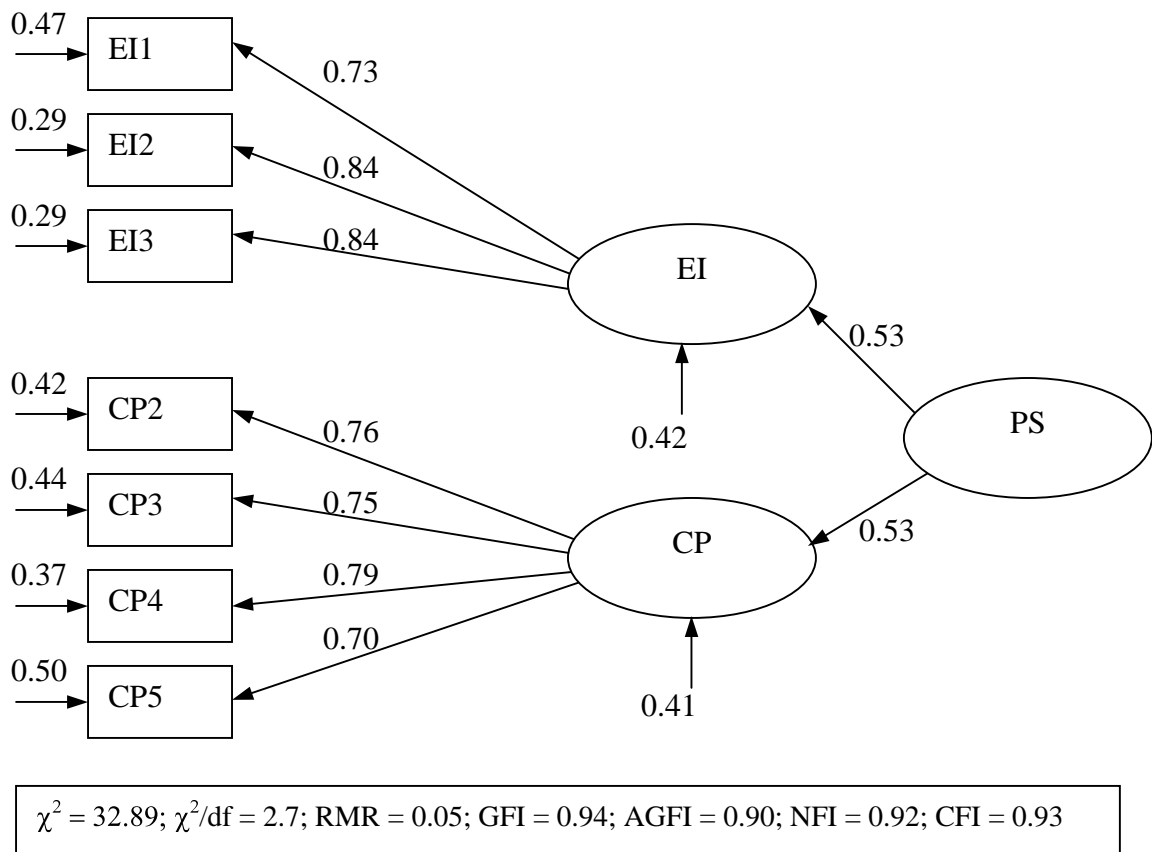 0.47
EI1
0.73
0.29
EI2
0.84
0.29
EI3
0.84
EI
0.53
0.42
CP2
0.76
0.42
PS
0.44
CP3
0.75
CP
0.53
0.37
CP4
0.79
0.70
0.50
CP5
0.41
χ² = 32.89; χ²/df = 2.7; RMR = 0.05; GFI = 0.94; AGFI = 0.90; NFI = 0.92; CFI = 0.93